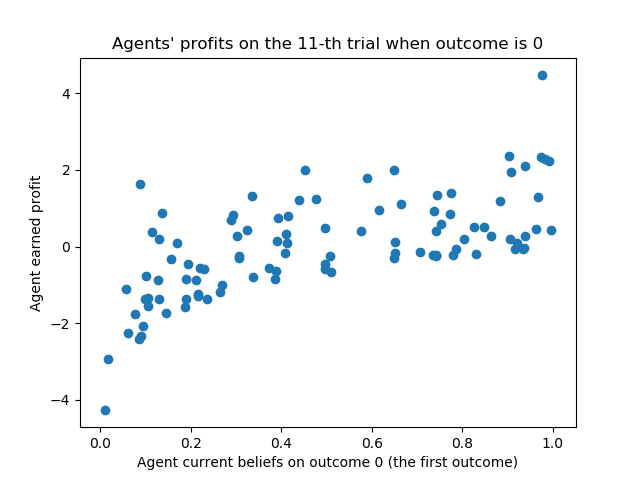 Agents' profits on the 11-th trial when outcome is 0
Agent earned profit
4
2
0
−2
−4
0.0 0.2 0.4 0.6 0.8 1.0
Agent current beliefs on outcome 0 (the first outcome)